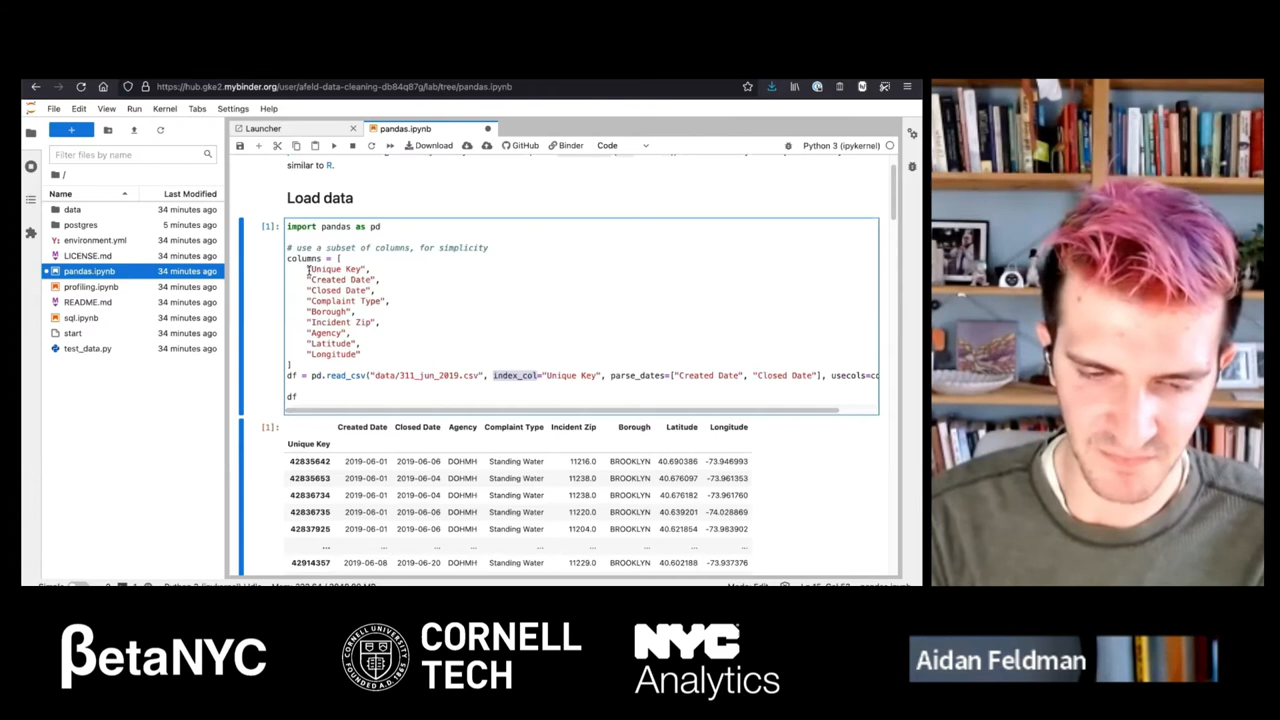 https://hub.gke2.mybinder.org/user/afeld-data-cleaning-db84q87g/lab/tree/pandas.ipynb
File Edit View Run Kernel Tabs Settings Help
Launcher
pandas.ipynb
Download GitHub Binder Code Python 3 (ipykernel)
Filter files by name
/
Name Last Modified
data 34 minutes ago
postgres 5 minutes ago
environment.yml 34 minutes ago
LICENSE.md 34 minutes ago
pandas.ipynb 34 minutes ago
profiling.ipynb 34 minutes ago
README.md 34 minutes ago
sql.ipynb 34 minutes ago
start 34 minutes ago
test_data.py 34 minutes ago
similar to R.
Load data
[1]: import pandas as pd
# use a subset of columns, for simplicity
columns = [
"Unique Key",
"Created Date",
"Closed Date",
"Complaint Type",
"Borough",
"Incident Zip",
"Agency",
"Latitude",
"Longitude"
]
df = pd.read_csv("data/311_jun_2019.csv", index_col="Unique Key", parse_dates=["Created Date", "Closed Date"], usecols=co
df
[1]: Created Date Closed Date Agency Complaint Type Incident Zip Borough Latitude Longitude
Unique Key
42835642 2019-06-01 2019-06-06 DOHMH Standing Water 11216.0 BROOKLYN 40.690386 -73.946993
42835653 2019-06-01 2019-06-04 DOHMH Standing Water 11238.0 BROOKLYN 40.676097 -73.961353
42836734 2019-06-01 2019-06-04 DOHMH Standing Water 11238.0 BROOKLYN 40.676182 -73.961760
42836735 2019-06-01 2019-06-04 DOHMH Standing Water 11220.0 BROOKLYN 40.639201 -74.028869
42837925 2019-06-01 2019-06-06 DOHMH Standing Water 11204.0 BROOKLYN 40.621854 -73.983902
... ... ... ... ... ... ... ... ...
42914357 2019-06-08 2019-06-20 DOHMH Standing Water 11229.0 BROOKLYN 40.602188 -73.937376
βetaNYC
CORNELL
TECH
NYC
Analytics
Aidan Feldman